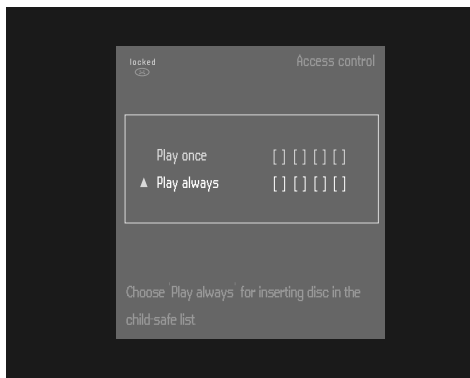 locked
Access control
Play once [ ] [ ] [ ] [ ]
▲ Play always [ ] [ ] [ ] [ ]
Choose 'Play always' for inserting disc in the
child-safe list